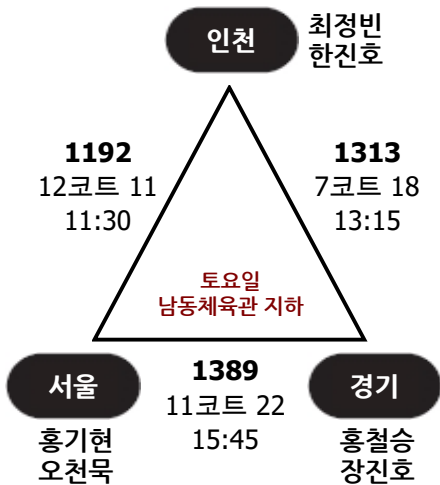 인천
최정빈
한진호
1192
12코트 11
11:30
1313
7코트 18
13:15
토요일
남동체육관 지하
서울
홍기현
오천묵
1389
11코트 22
15:45
경기
홍철승
장진호